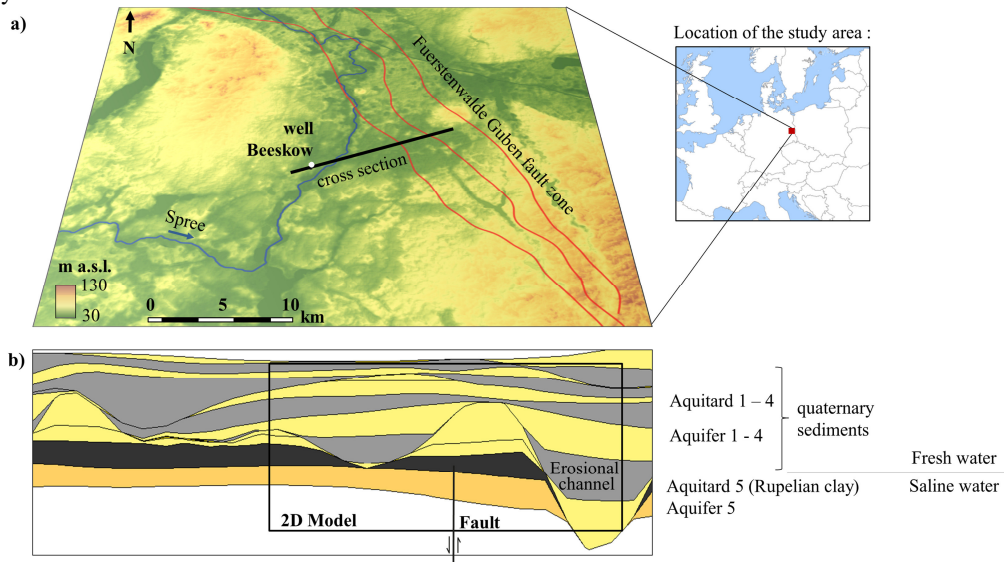 a)
N
Location of the study area :
Fuerstenwalde Guben fault zone
well
Beeskow
cross section
Spree
m a.s.l.
130
30
0 5 10
km
b)
Aquitard 1 – 4
Aquifer 1 - 4
quaternary
sediments
Erosional
channel
Fresh water
Aquitard 5 (Rupelian clay)
Saline water
Aquifer 5
2D Model
Fault